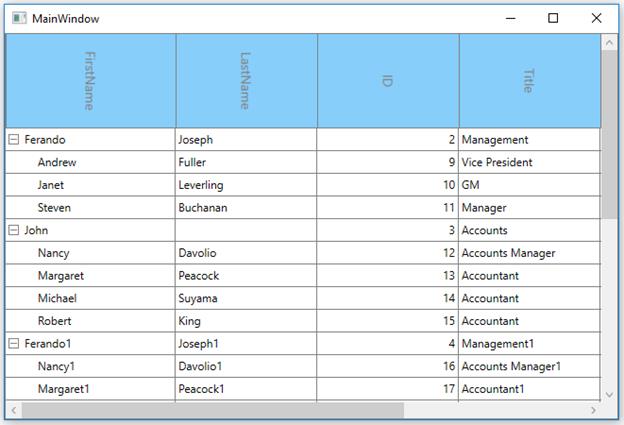 MainWindow
FirstName LastName ID Title
Ferando Joseph 2 Management
Andrew Fuller 9 Vice President
Janet Leverling 10 GM
Steven Buchanan 11 Manager
John 3 Accounts
Nancy Davolio 12 Accounts Manager
Margaret Peacock 13 Accountant
Michael Suyama 14 Accountant
Robert King 15 Accountant
Ferando1 Joseph1 4 Management1
Nancy1 Davolio1 16 Accounts Manager1
Margaret1 Peacock1 17 Accountant1